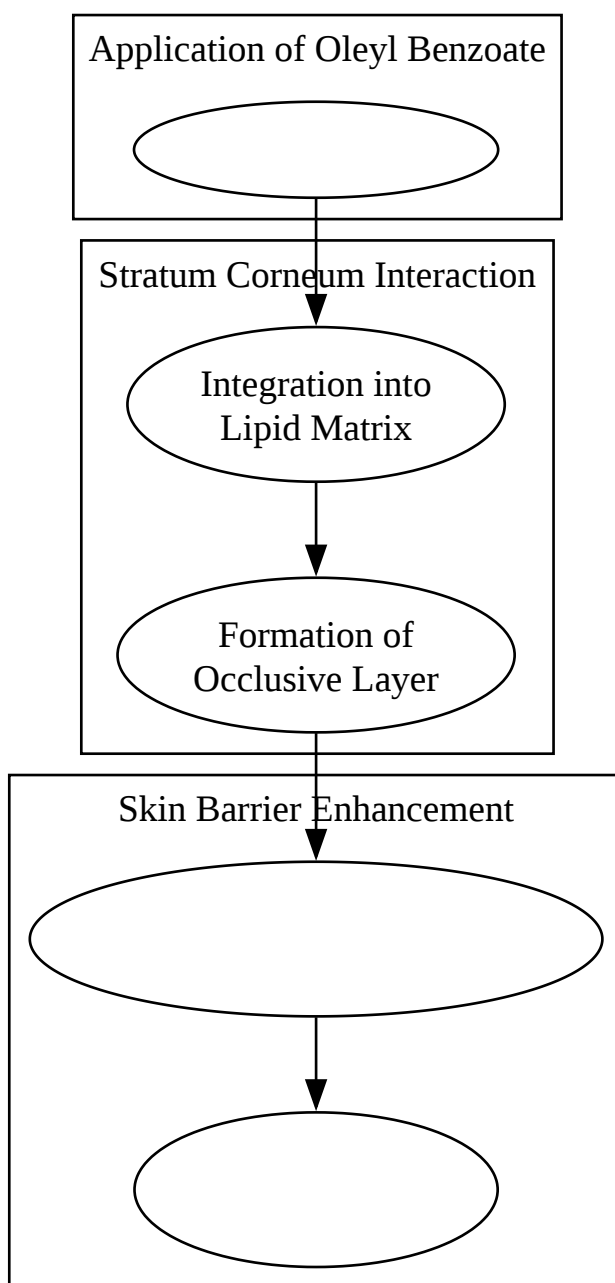 Application of Oleyl Benzoate
Stratum Corneum Interaction
Integration into
Lipid Matrix
Formation of
Occlusive Layer
Skin Barrier Enhancement